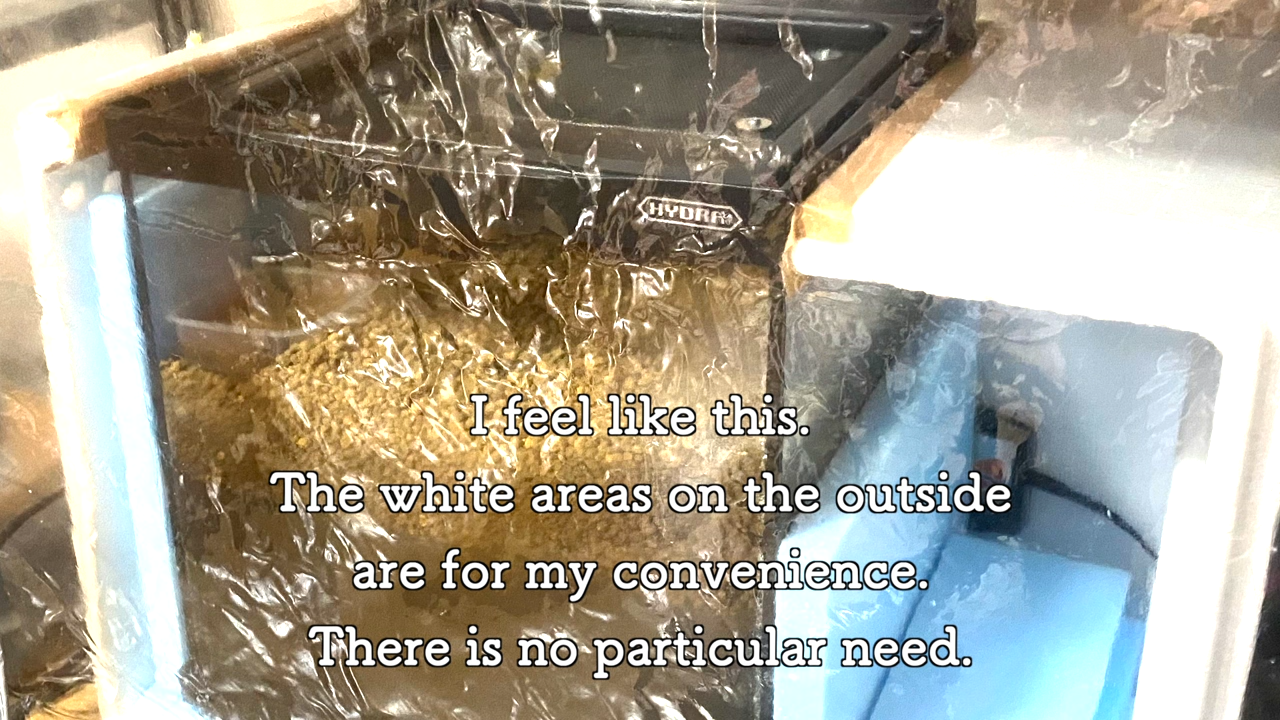 HYDRA
I feel like this.
The white areas on the outside
are for my convenience.
There is no particular need.